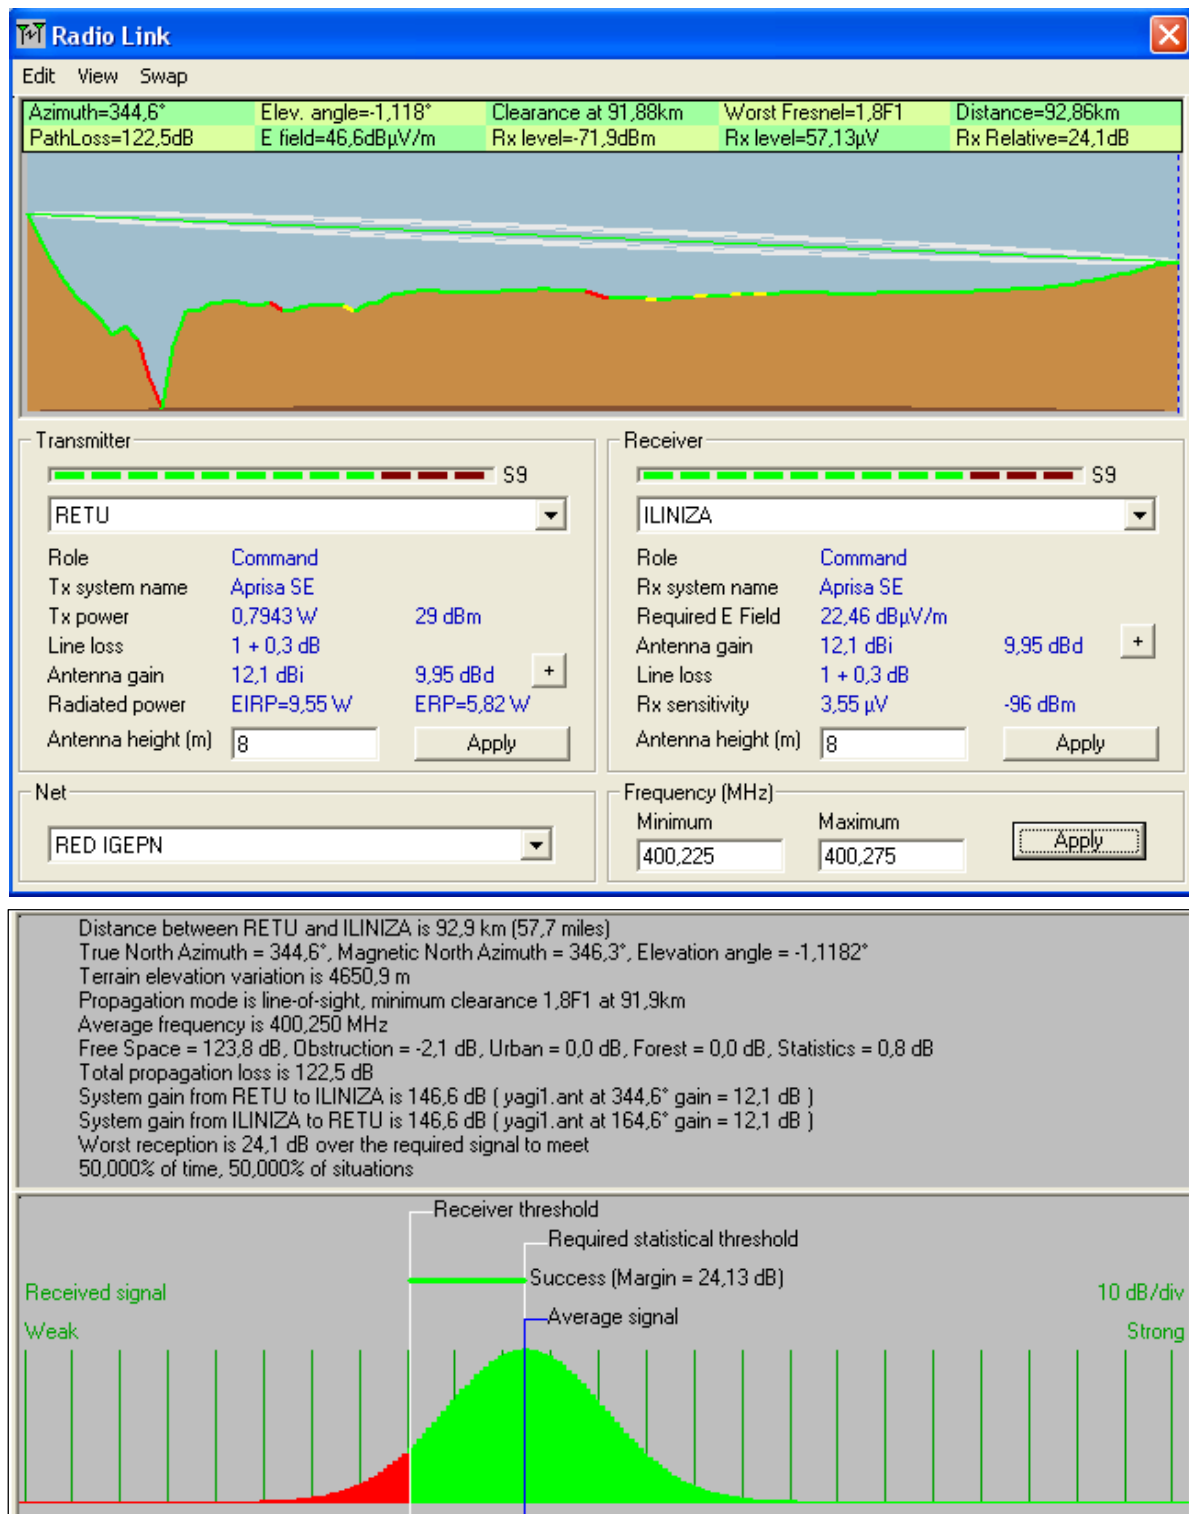 Radio Link
Edit View Swap
Azimuth=344,6° Elev. angle=-1,118° Clearance at 91,88km Worst Fresnel=1,8F1 Distance=92,86km
PathLoss=122,5dB E field=46,6dBµV/m Rx level=-71,9dBm Rx level=57,13µV Rx Relative=24,1dB
Transmitter
S9
RETU
Role Command
Tx system name Aprisa SE
Tx power 0,7943 W 29 dBm
Line loss 1 + 0,3 dB
Antenna gain 12,1 dBi 9,95 dBd +
Radiated power EIRP=9,55 W ERP=5,82 W
Antenna height (m) 8 Apply
Receiver
S9
ILINIZA
Role Command
Rx system name Aprisa SE
Required E Field 22,46 dBµV/m
Antenna gain 12,1 dBi 9,95 dBd +
Line loss 1 + 0,3 dB
Rx sensitivity 3,55 µV -96 dBm
Antenna height (m) 8 Apply
Net
RED IGEPN
Frequency (MHz)
Minimum Maximum
400,225 400,275 Apply
Distance between RETU and ILINIZA is 92,9 km (57,7 miles)
True North Azimuth = 344,6°, Magnetic North Azimuth = 346,3°, Elevation angle = -1,1182°
Terrain elevation variation is 4650,9 m
Propagation mode is line-of-sight, minimum clearance 1,8F1 at 91,9km
Average frequency is 400,250 MHz
Free Space = 123,8 dB, Obstruction = -2,1 dB, Urban = 0,0 dB, Forest = 0,0 dB, Statistics = 0,8 dB
Total propagation loss is 122,5 dB
System gain from RETU to ILINIZA is 146,6 dB ( yagi1.ant at 344,6° gain = 12,1 dB )
System gain from ILINIZA to RETU is 146,6 dB ( yagi1.ant at 164,6° gain = 12,1 dB )
Worst reception is 24,1 dB over the required signal to meet
50,000% of time, 50,000% of situations
Receiver threshold
Required statistical threshold
Success (Margin = 24,13 dB)
Received signal 10 dB/div
Average signal
Weak Strong